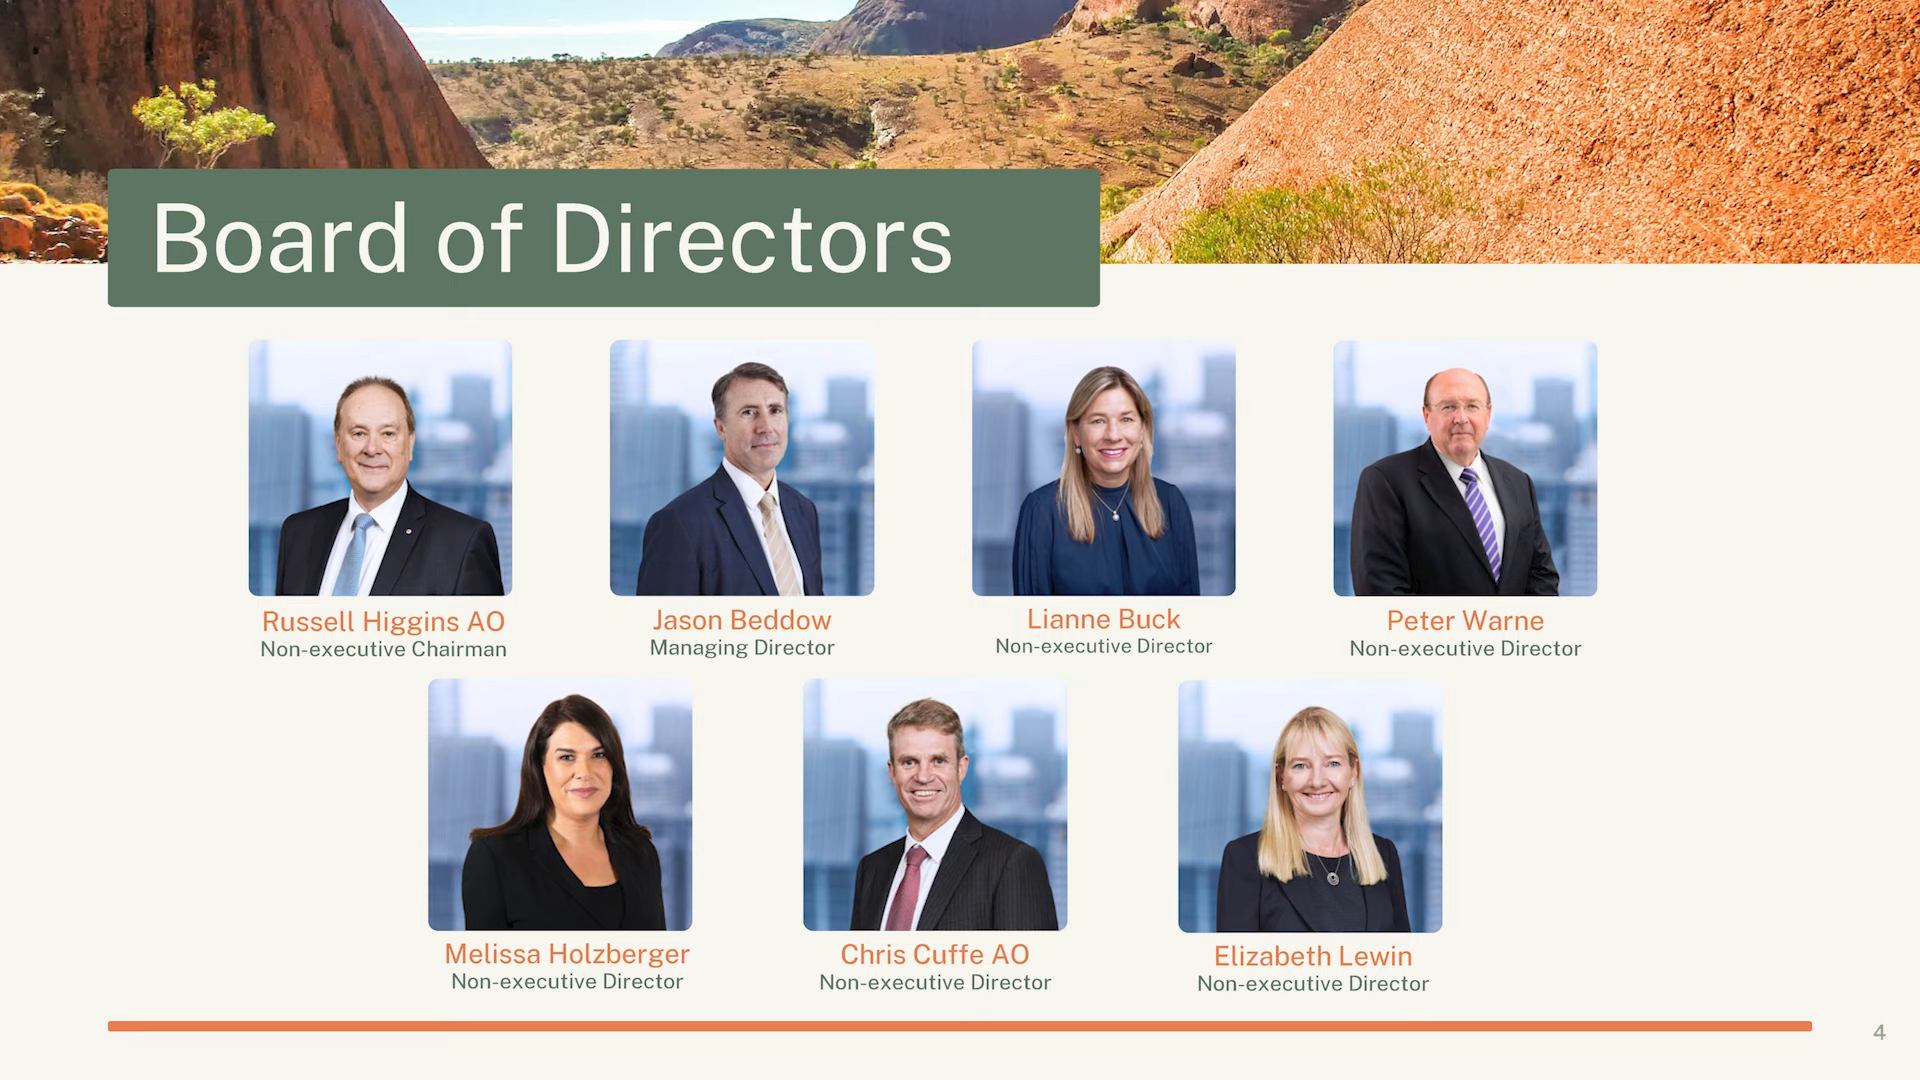 Board of Directors
Russell Higgins AO
Non-executive Chairman
Jason Beddow
Managing Director
Lianne Buck
Non-executive Director
Peter Warne
Non-executive Director
Melissa Holzberger
Non-executive Director
Chris Cuffe AO
Non-executive Director
Elizabeth Lewin
Non-executive Director
4